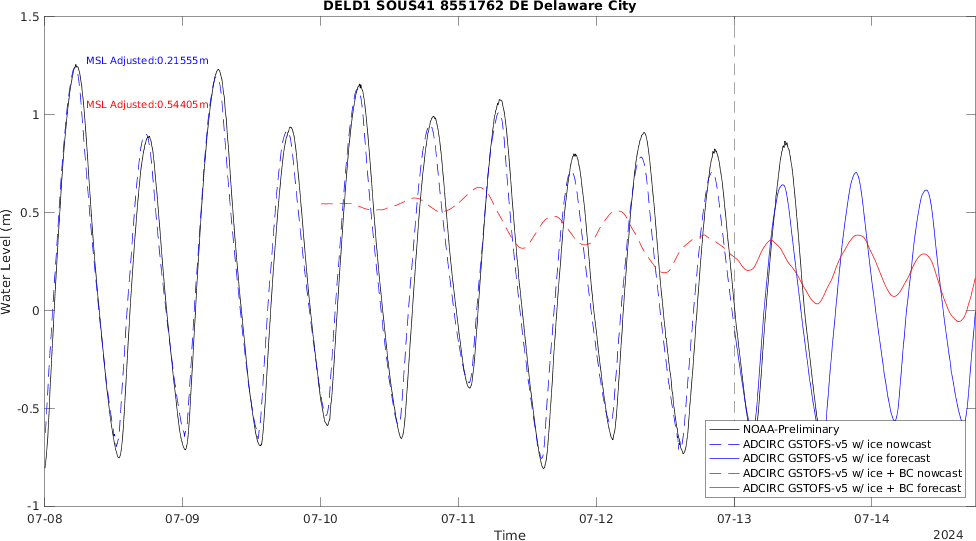 DELD1 SOUS41 8551762 DE Delaware City
1.5
MSL Adjusted:0.21555m
1
MSL Adjusted:0.54405m
0.5
Water Level (m)
0
-0.5
NOAA-Preliminary
ADCIRC GSTOFS-v5 w/ ice nowcast
ADCIRC GSTOFS-v5 w/ ice forecast
ADCIRC GSTOFS-v5 w/ ice + BC nowcast
ADCIRC GSTOFS-v5 w/ ice + BC forecast
-1
07-08 07-09 07-10 07-11 07-12 07-13 07-14
Time
2024